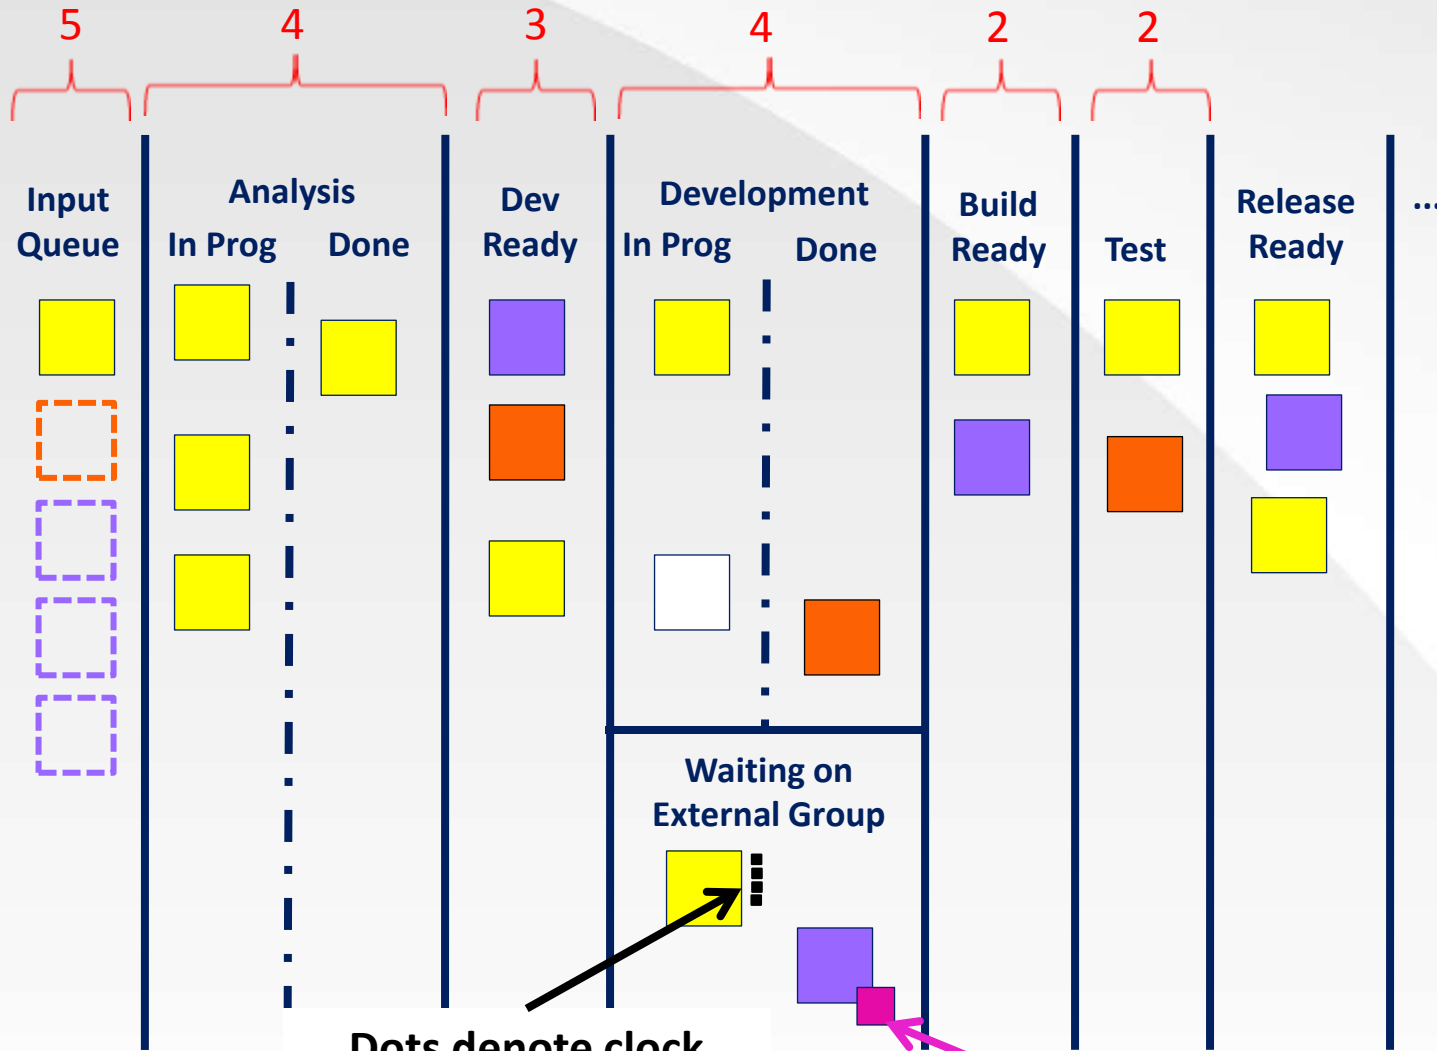 5
4
3
4
2
2
Input
Queue
Analysis
In Prog
Done
Dev
Ready
Development
In Prog
Done
Build
Ready
Test
Release
Ready
...
Waiting on
External Group
Dots denote clock